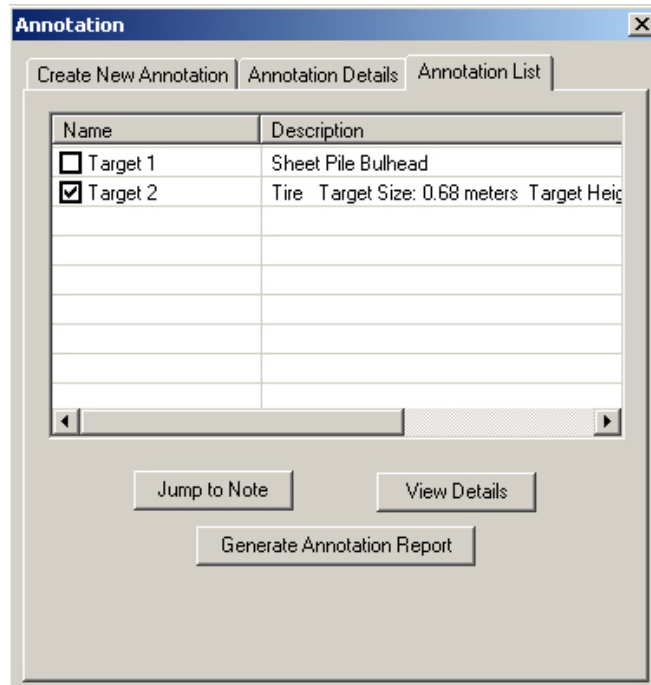 Annotation
Create New Annotation Annotation Details Annotation List
Name Description
Target 1 Sheet Pile Bulhead
Target 2 Tire Target Size: 0.68 meters Target Heig
Jump to Note View Details
Generate Annotation Report